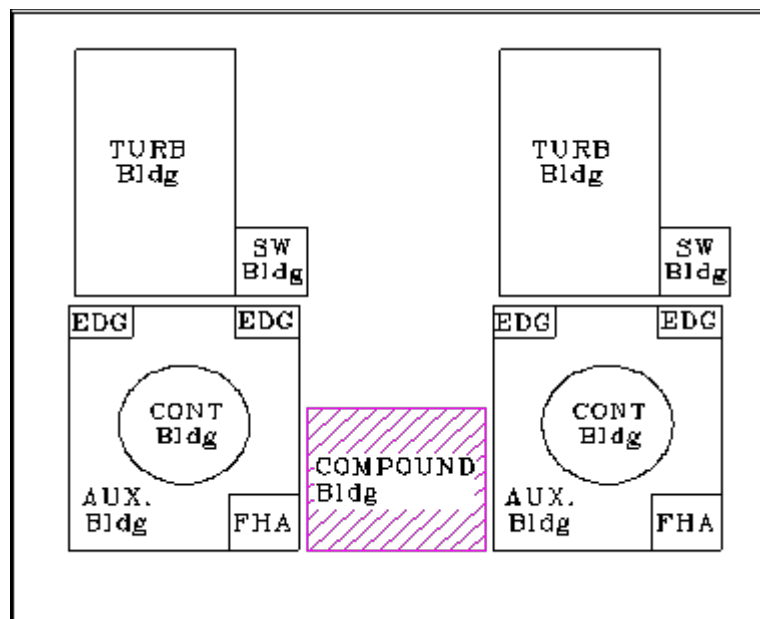 TURB
Bldg
TURB
Bldg
SW
Bldg
SW
Bldg
EDG
EDG
EDG
EDG
CONT
Bldg
CONT
Bldg
COMPOUND
Bldg
AUX.
Bldg
FHA
AUX.
Bldg
FHA